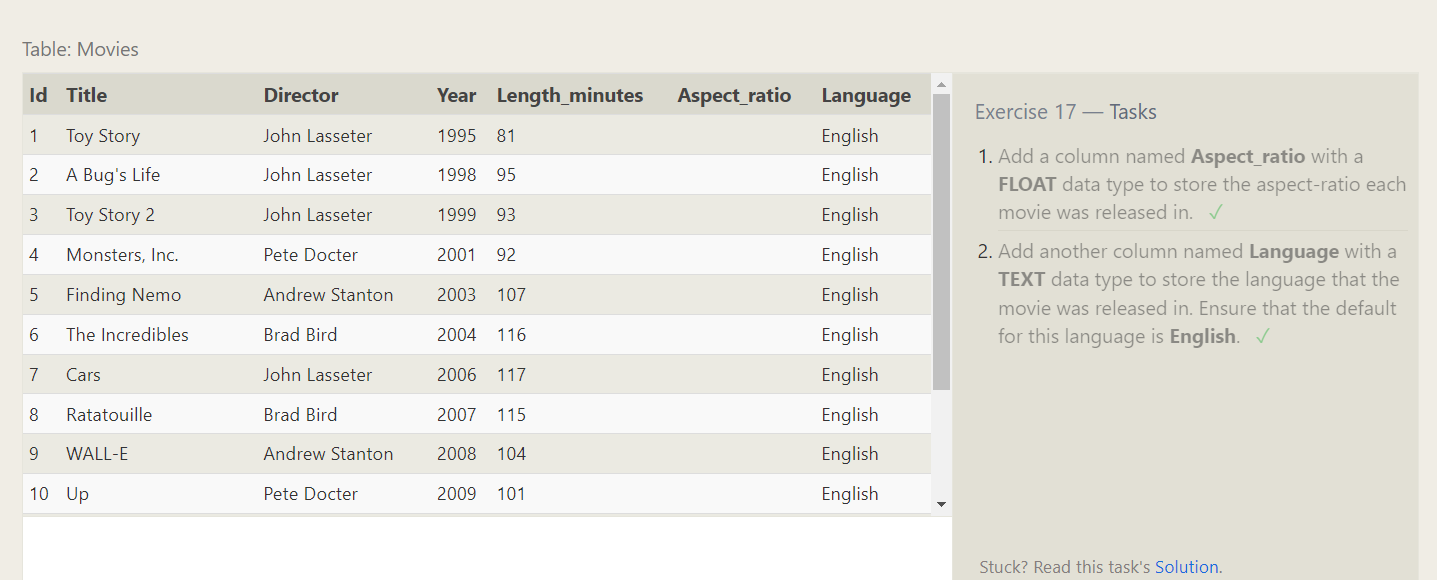 Table: Movies
Id Title Director Year Length_minutes Aspect_ratio Language
1 Toy Story John Lasseter 1995 81 English
2 A Bug's Life John Lasseter 1998 95 English
3 Toy Story 2 John Lasseter 1999 93 English
4 Monsters, Inc. Pete Docter 2001 92 English
5 Finding Nemo Andrew Stanton 2003 107 English
6 The Incredibles Brad Bird 2004 116 English
7 Cars John Lasseter 2006 117 English
8 Ratatouille Brad Bird 2007 115 English
9 WALL-E Andrew Stanton 2008 104 English
10 Up Pete Docter 2009 101 English
Exercise 17 — Tasks
1. Add a column named Aspect_ratio with a
FLOAT data type to store the aspect-ratio each
movie was released in. ✓
2. Add another column named Language with a
TEXT data type to store the language that the
movie was released in. Ensure that the default
for this language is English. ✓
Stuck? Read this task's Solution.